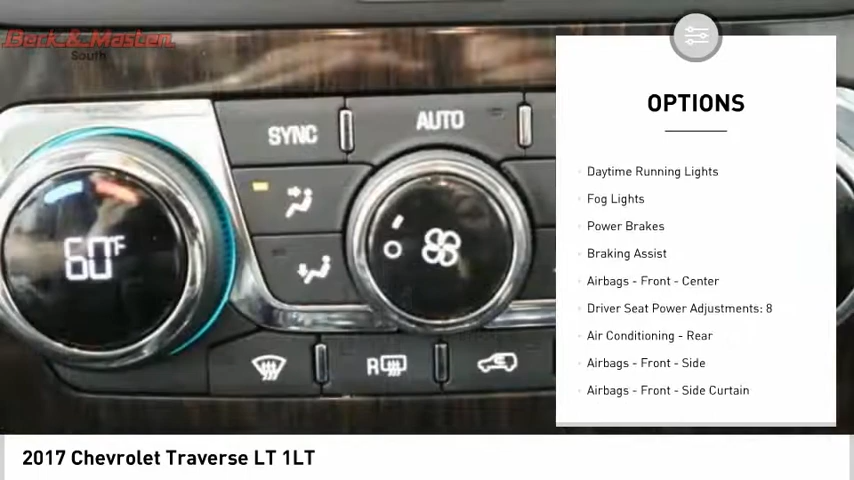 Berk & Masten
South
SYNC
AUTO
60°F
R
OPTIONS
Daytime Running Lights
Fog Lights
Power Brakes
Braking Assist
Airbags - Front - Center
Driver Seat Power Adjustments: 8
Air Conditioning - Rear
Airbags - Front - Side
Airbags - Front - Side Curtain
2017 Chevrolet Traverse LT 1LT